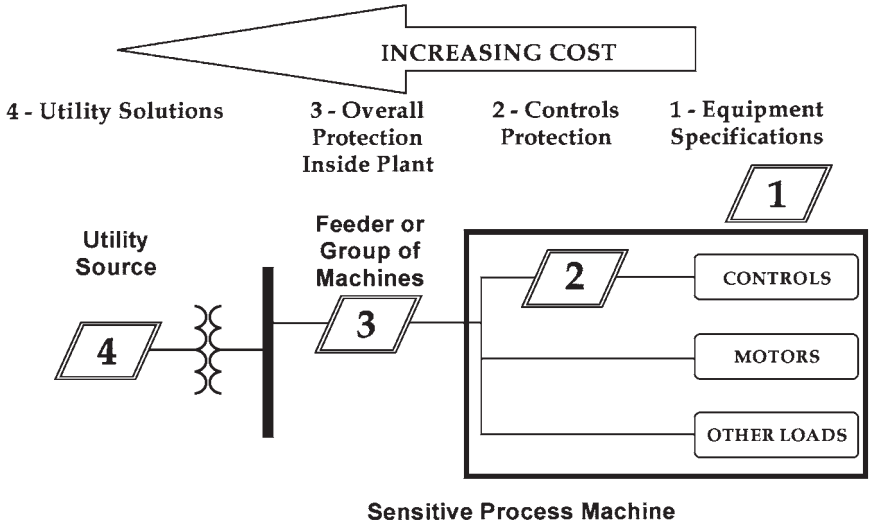 INCREASING COST
4 - Utility Solutions
3 - Overall
Protection
Inside Plant
2 - Controls
Protection
1 - Equipment
Specifications
1
Utility
Source
Feeder or
Group of
Machines
2
CONTROLS
4
3
MOTORS
OTHER LOADS
Sensitive Process Machine